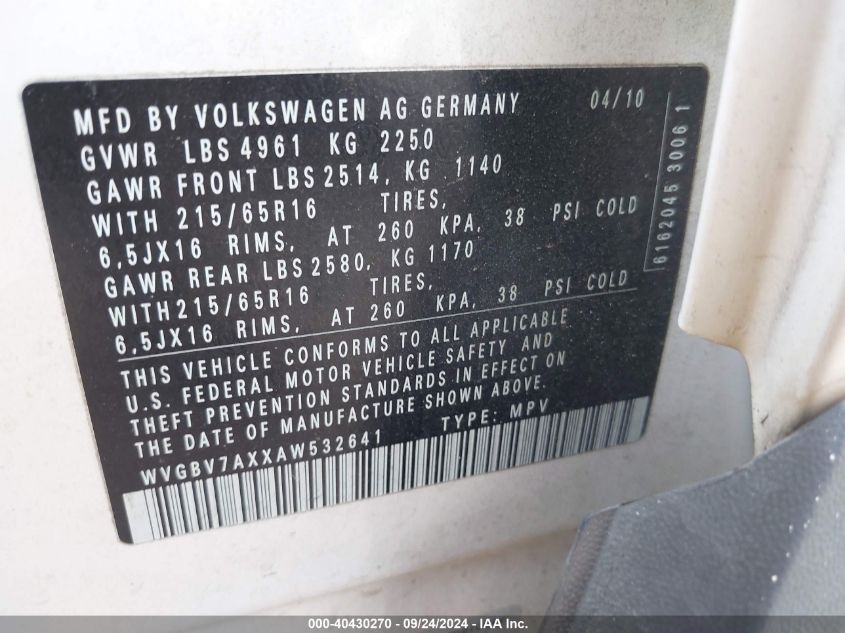 MFD BY VOLKSWAGEN AG GERMANY 04/10
GVWR LBS 4961 KG 2250
GAWR FRONT LBS 2514, KG 1140
WITH 215/65R16 TIRES,
6,5JX16 RIMS, AT 260 KPA, 38 PSI COLD
GAWR REAR LBS 2580, KG 1170
WITH215/65R16 TIRES,
6,5JX16 RIMS, AT 260 KPA, 38 PSI COLD
THIS VEHICLE CONFORMS TO ALL APPLICABLE
U.S. FEDERAL MOTOR VEHICLE SAFETY AND
THEFT PREVENTION STANDARDS IN EFFECT ON
THE DATE OF MANUFACTURE SHOWN ABOVE.
WVGBV7AXXAW532641 TYPE: MPV
6162045 3006 1
000-40430270 - 09/24/2024 - IAA Inc.